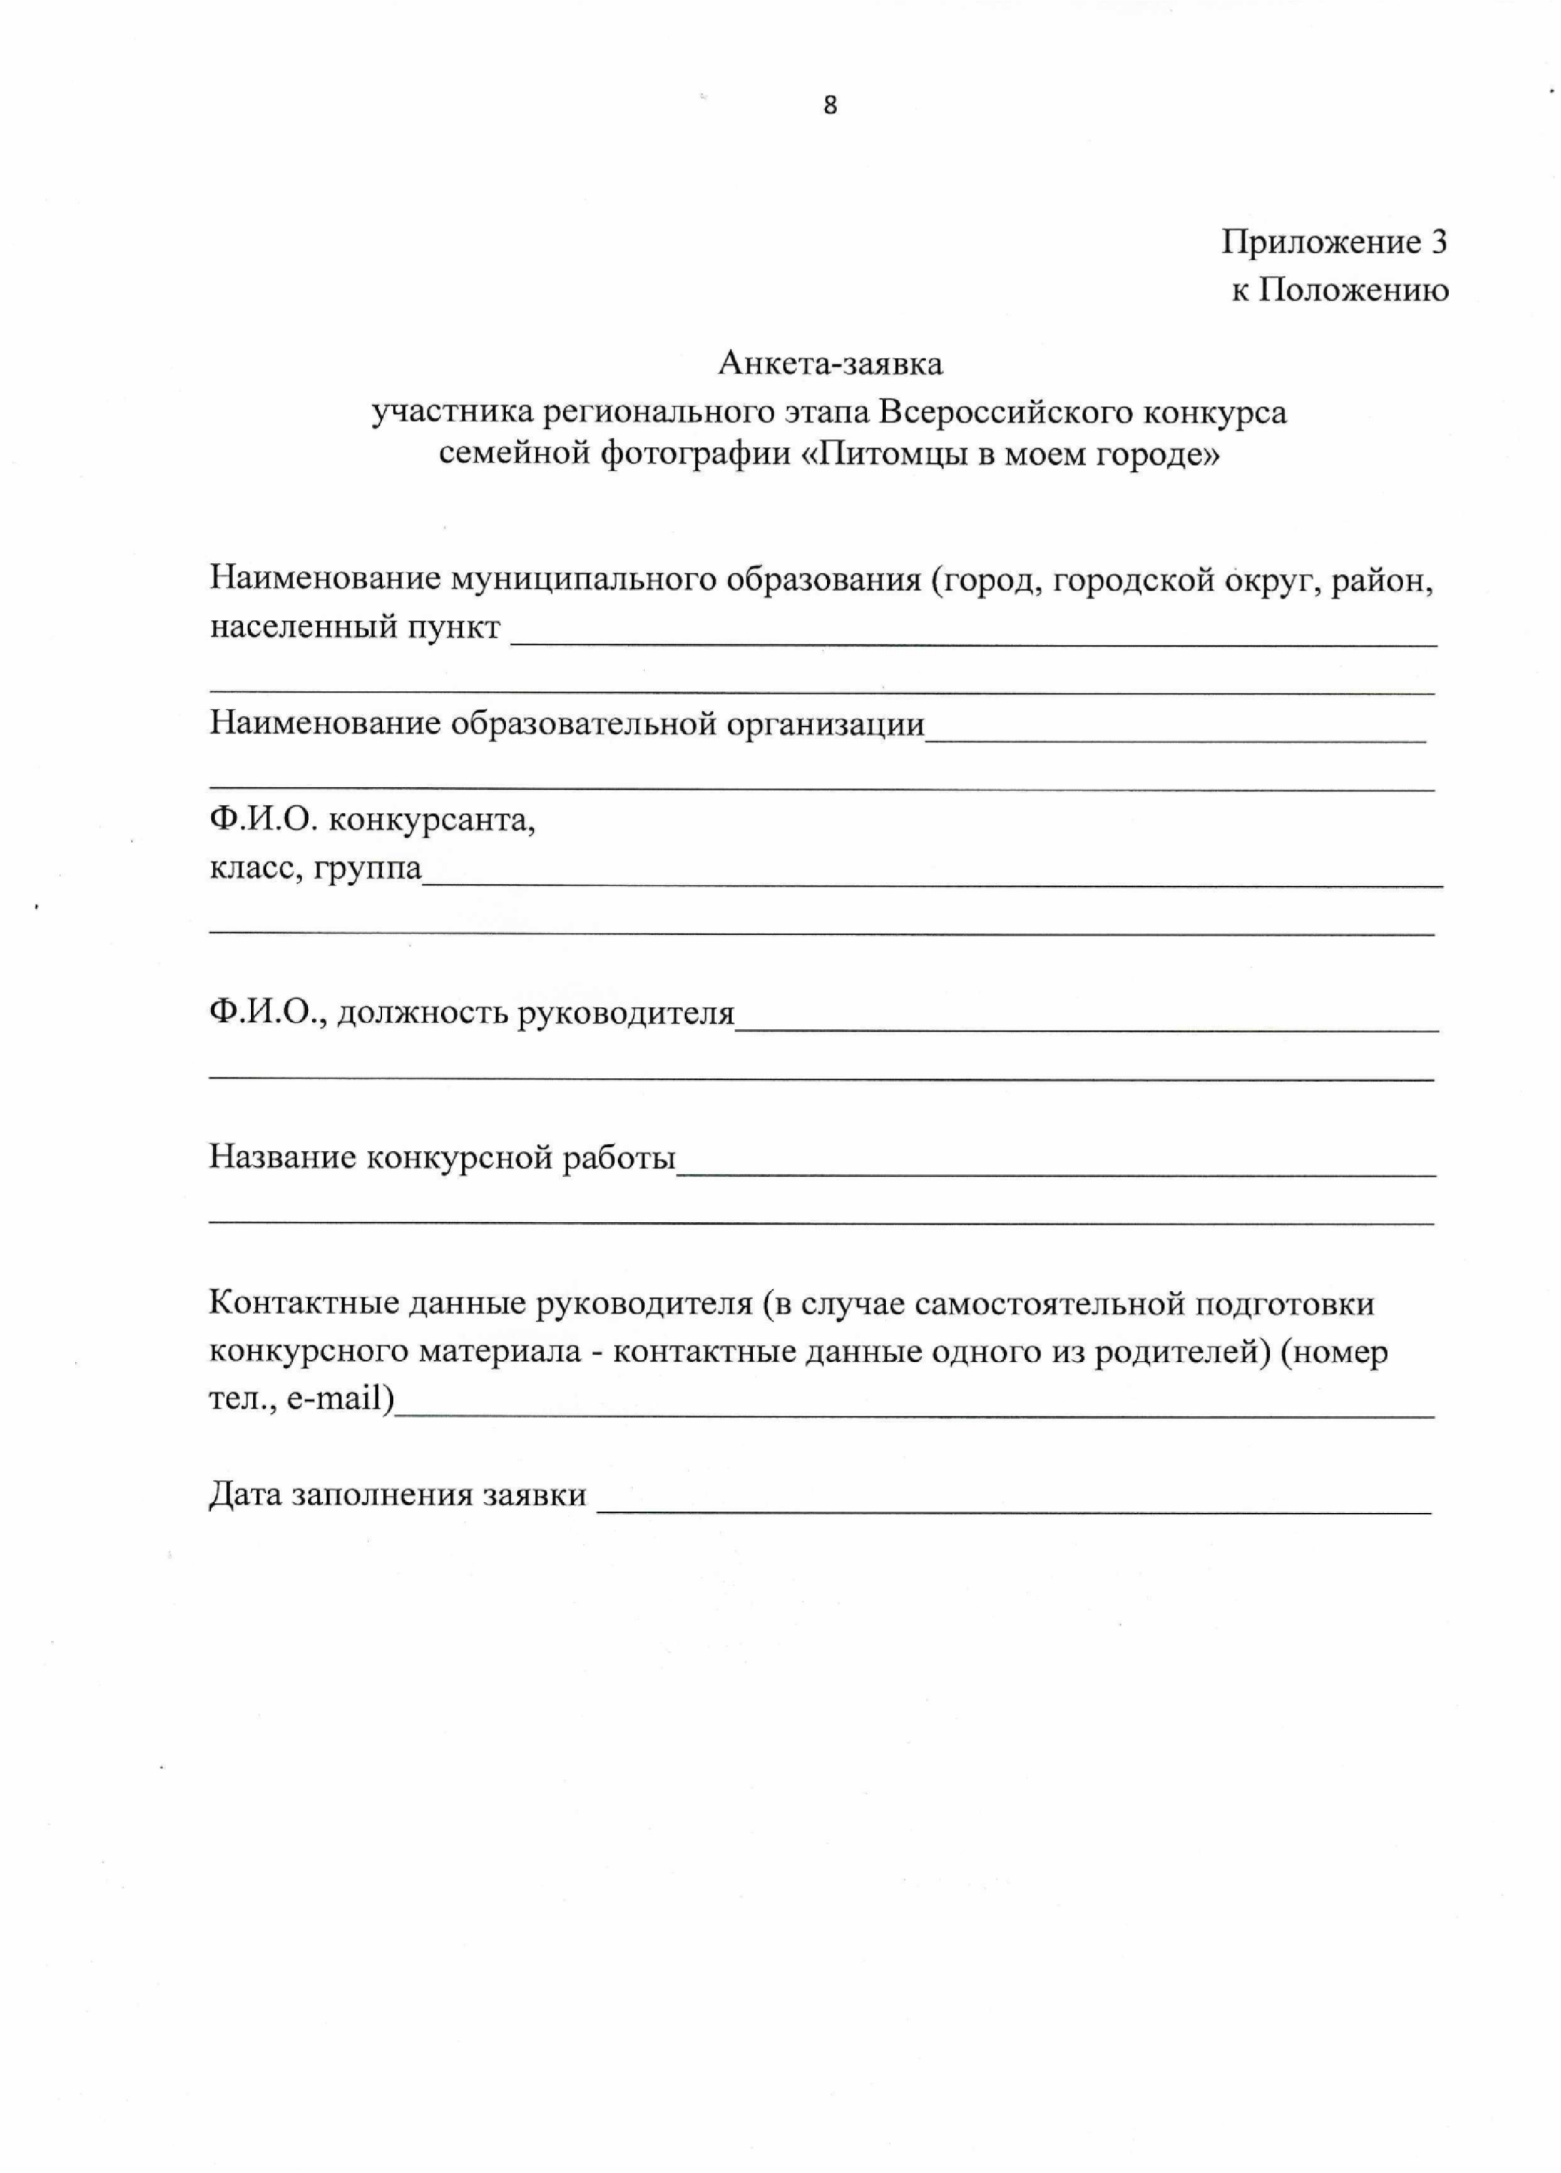 8
Приложение 3
к Положению
Анкета-заявка
участника регионального этапа Всероссийского конкурса
семейной фотографии «Питомцы в моем городе»
Наименование муниципального образования (город, городской округ, район,
населенный пункт
Наименование образовательной организации
Ф.И.О. конкурсанта,
класс, группа
Ф.И.О., должность руководителя
Название конкурсной работы
Контактные данные руководителя (в случае самостоятельной подготовки
конкурсного материала - контактные данные одного из родителей) (номер
тел., e-mail)
Дата заполнения заявки